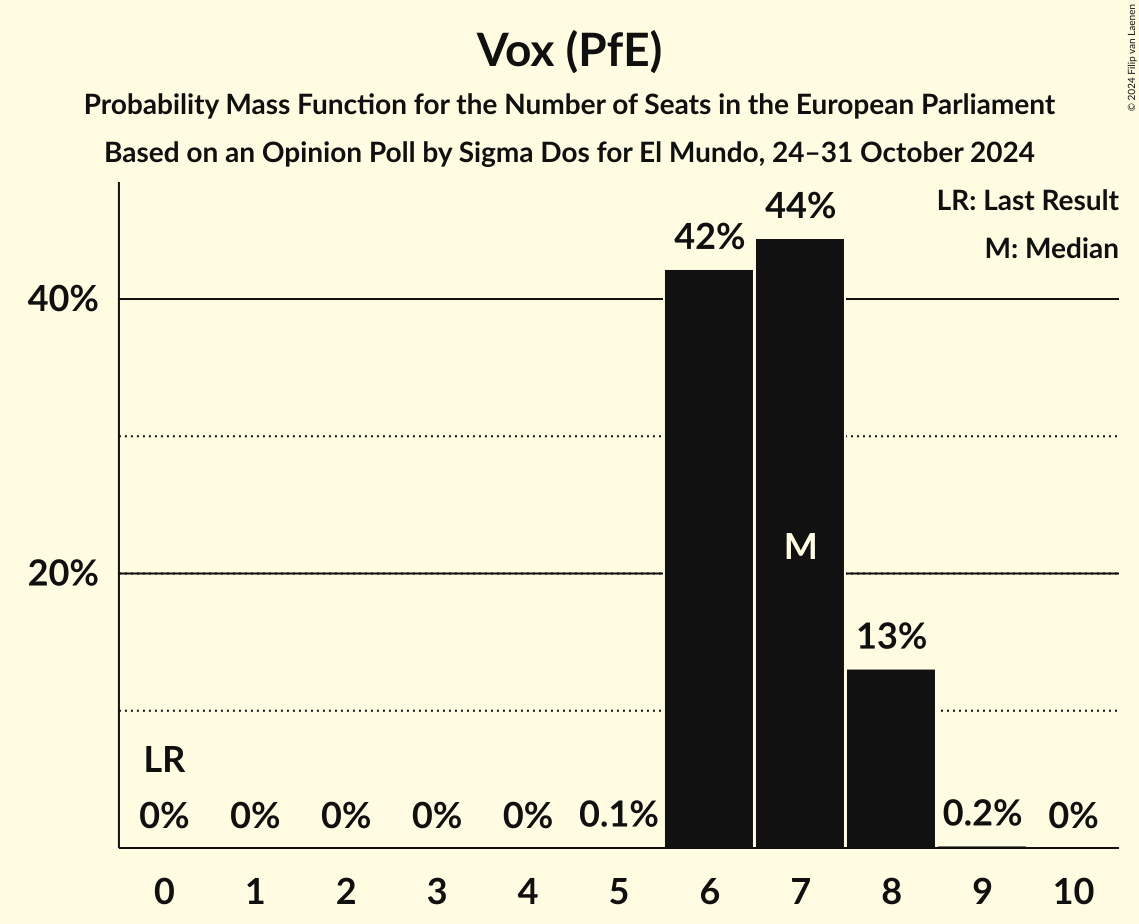 Vox (PfE)
Probability Mass Function for the Number of Seats in the European Parliament
Based on an Opinion Poll by Sigma Dos for El Mundo, 24–31 October 2024
© 2024 Filip van Laenen
LR: Last Result
M: Median
44%
42%
40%
M
20%
13%
LR
0% 0% 0% 0% 0% 0.1% 0.2% 0%
0 1 2 3 4 5 6 7 8 9 10